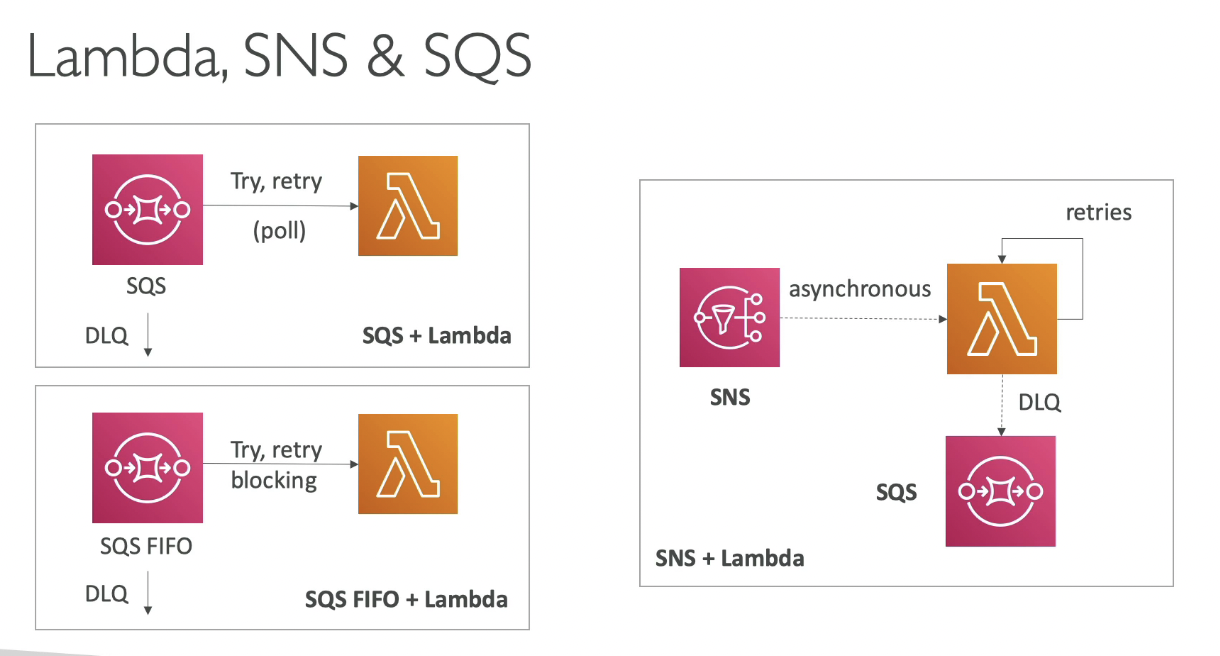 Lambda, SNS & SQS
Try, retry
(poll)
SQS
DLQ
SQS + Lambda
Try, retry
blocking
SQS FIFO
DLQ
SQS FIFO + Lambda
retries
asynchronous
SNS
DLQ
SQS
SNS + Lambda